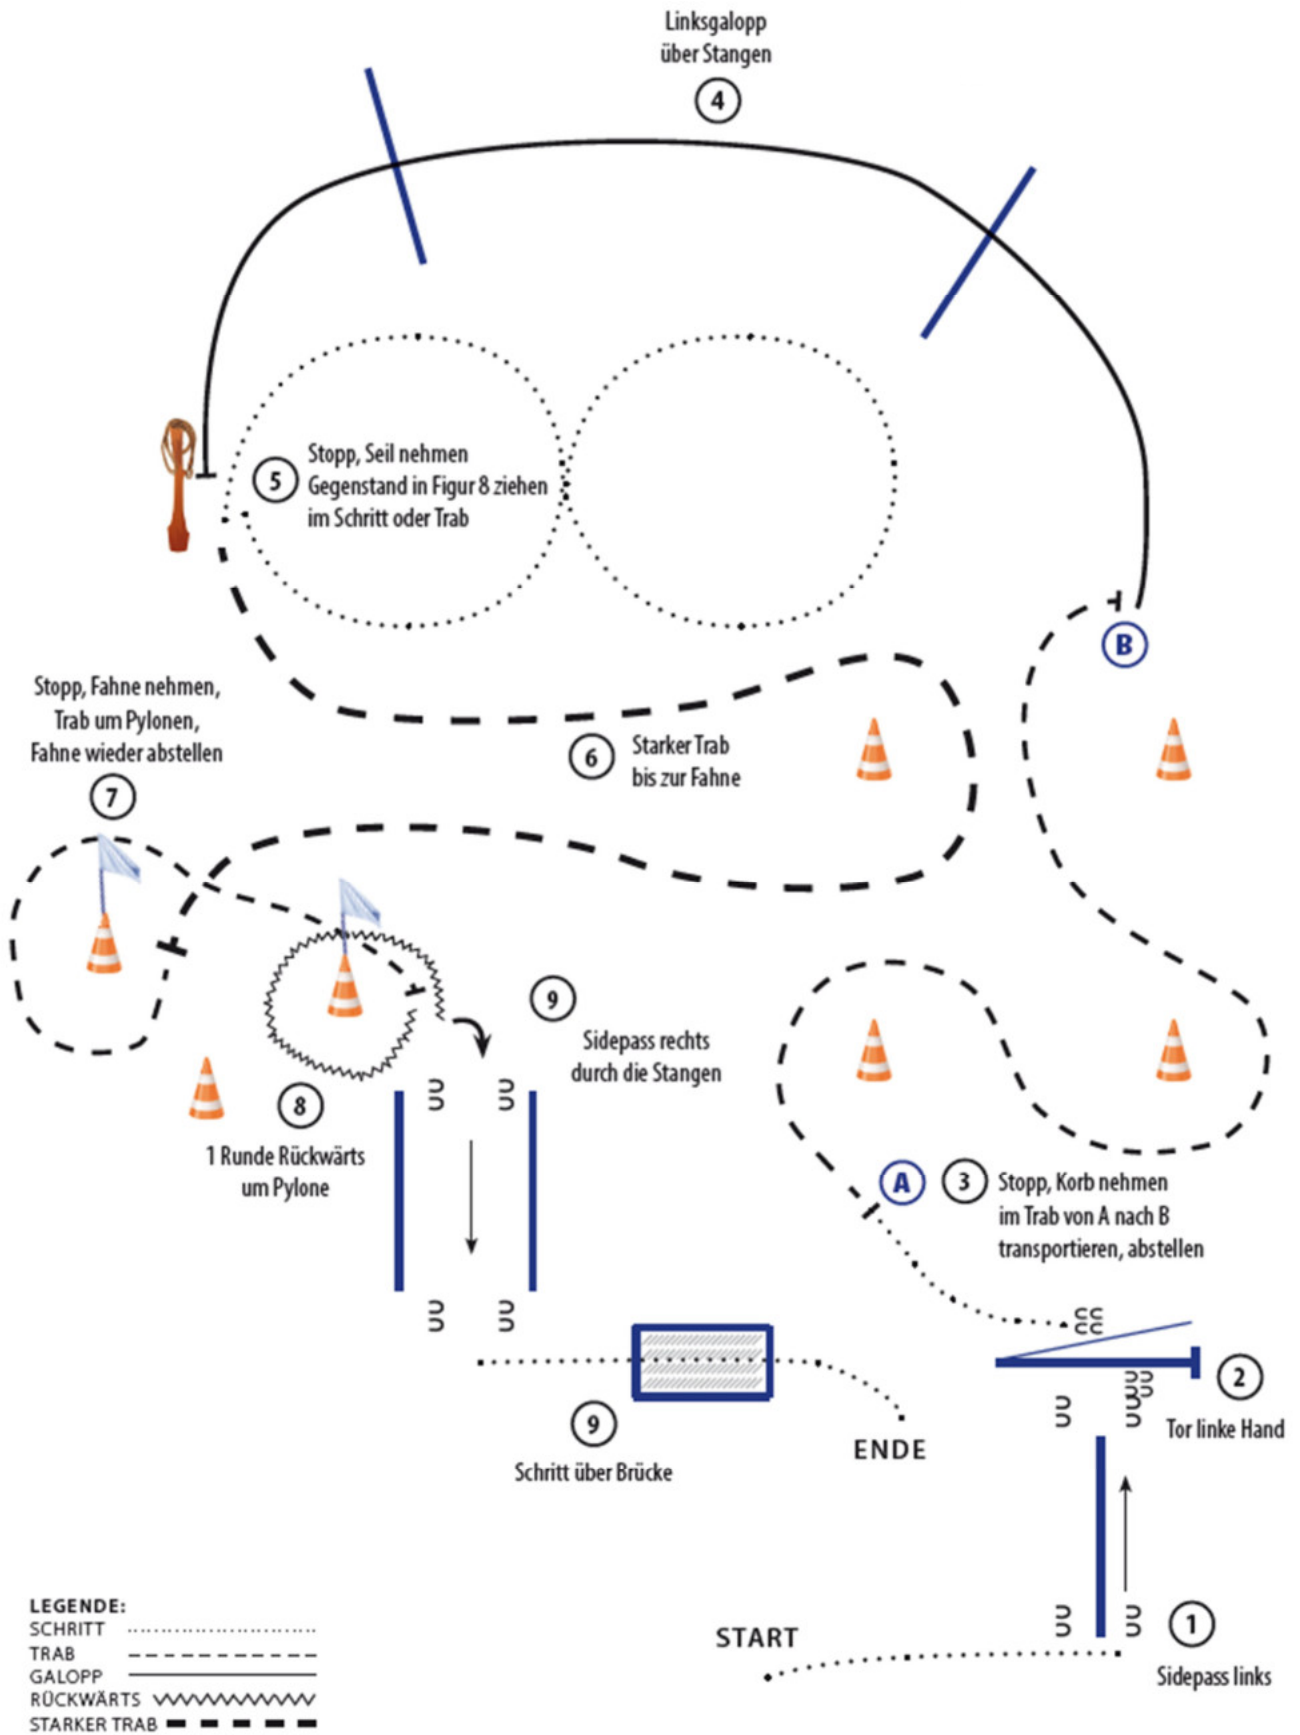 Linksgalopp
über Stangen
4
5
Stopp, Seil nehmen
Gegenstand in Figur 8 ziehen
im Schritt oder Trab
B
Stopp, Fahne nehmen,
Trab um Pylonen,
Fahne wieder abstellen
7
6
Starker Trab
bis zur Fahne
9
Sidepass rechts
durch die Stangen
8
1 Runde Rückwärts
um Pylone
A
3
Stopp, Korb nehmen
im Trab von A nach B
transportieren, abstellen
2
Tor linke Hand
9
Schritt über Brücke
ENDE
START
1
Sidepass links
LEGENDE:
SCHRITT
TRAB
GALOPP
RÜCKWÄRTS
STARKER TRAB